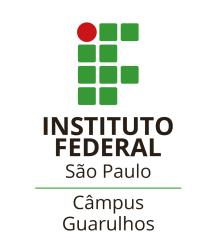 INSTITUTO
FEDERAL
São Paulo
Câmpus
Guarulhos